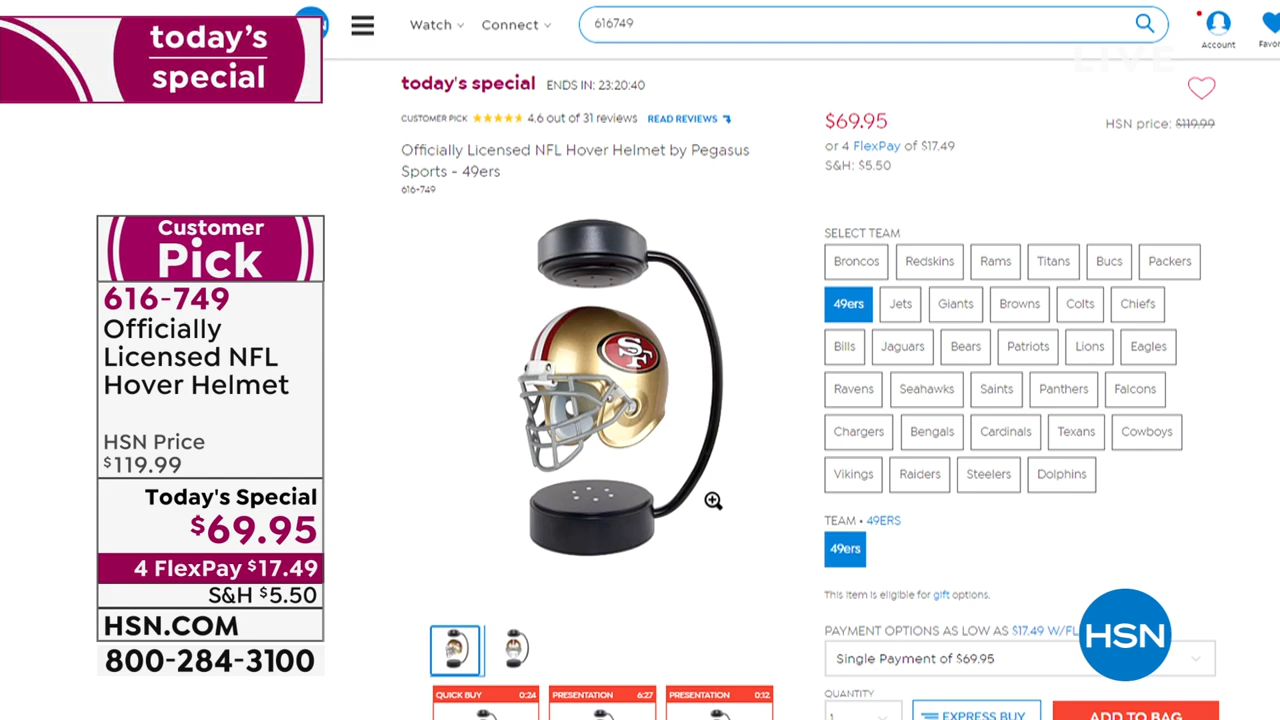 today's
special
Watch
Connect
616749
Account
Favor
LIVE
today's special ENDS IN: 23:20:40
CUSTOMER PICK 4.6 out of 31 reviews READ REVIEWS
Officially Licensed NFL Hover Helmet by Pegasus
Sports - 49ers
616-749
$69.95
HSN price: $119.99
or 4 FlexPay of $17.49
S&H: $5.50
Customer
Pick
616-749
Officially
Licensed NFL
Hover Helmet
HSN Price
$119.99
Today's Special
$69.95
4 FlexPay $17.49
S&H $5.50
HSN.COM
800-284-3100
SF
SELECT TEAM
Broncos Redskins Rams Titans Bucs Packers
49ers Jets Giants Browns Colts Chiefs
Bills Jaguars Bears Patriots Lions Eagles
Ravens Seahawks Saints Panthers Falcons
Chargers Bengals Cardinals Texans Cowboys
Vikings Raiders Steelers Dolphins
TEAM • 49ERS
49ers
This item is eligible for gift options.
PAYMENT OPTIONS AS LOW AS $17.49 W/FL
HSN
Single Payment of $69.95
QUANTITY
1
EXPRESS BUY
ADD TO BAG
QUICK BUY 0:24
PRESENTATION 6:27
PRESENTATION 0:12